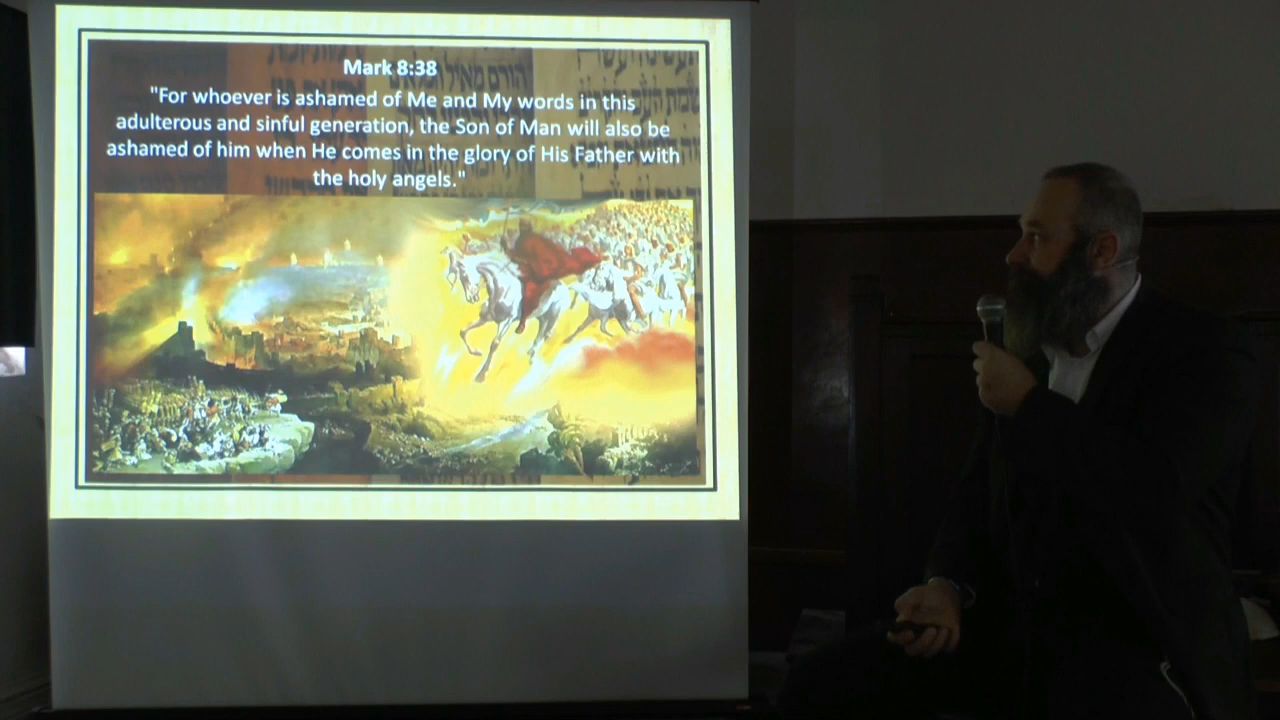 Mark 8:38
"For whoever is ashamed of Me and My words in this
adulterous and sinful generation, the Son of Man will also be
ashamed of him when He comes in the glory of His Father with
the holy angels."